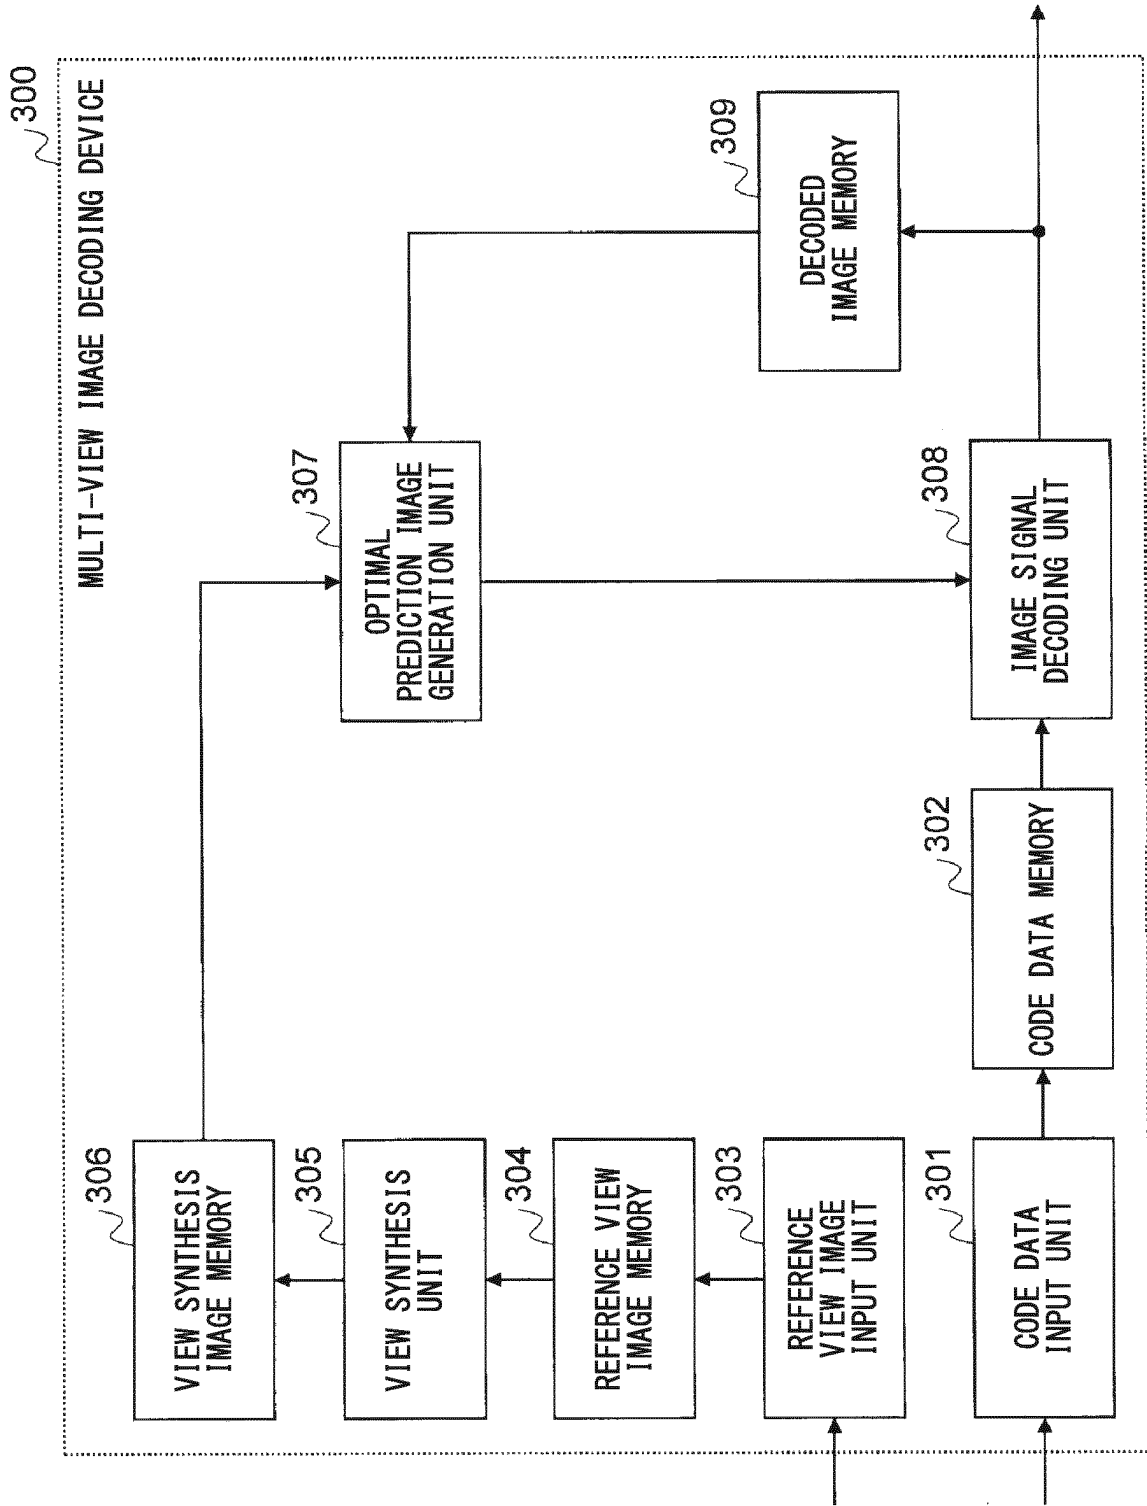 300
MULTI-VIEW IMAGE DECODING DEVICE
306
VIEW SYNTHESIS
IMAGE MEMORY
305
VIEW SYNTHESIS
UNIT
304
REFERENCE VIEW
IMAGE MEMORY
303
REFERENCE
VIEW IMAGE
INPUT UNIT
301
CODE DATA
INPUT UNIT
302
CODE DATA MEMORY
307
OPTIMAL
PREDICTION IMAGE
GENERATION UNIT
308
IMAGE SIGNAL
DECODING UNIT
309
DECODED
IMAGE MEMORY